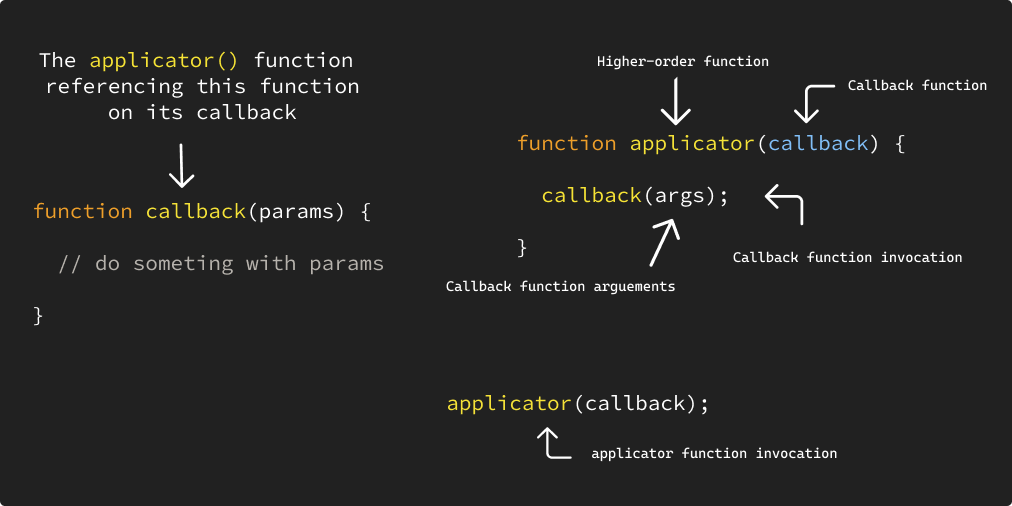 The applicator() function
referencing this function
on its callback
function callback(params) {
// do someting with params
}
Higher-order function
Callback function
function applicator(callback) {
callback(args);
}
Callback function invocation
Callback function arguements
applicator(callback);
applicator function invocation